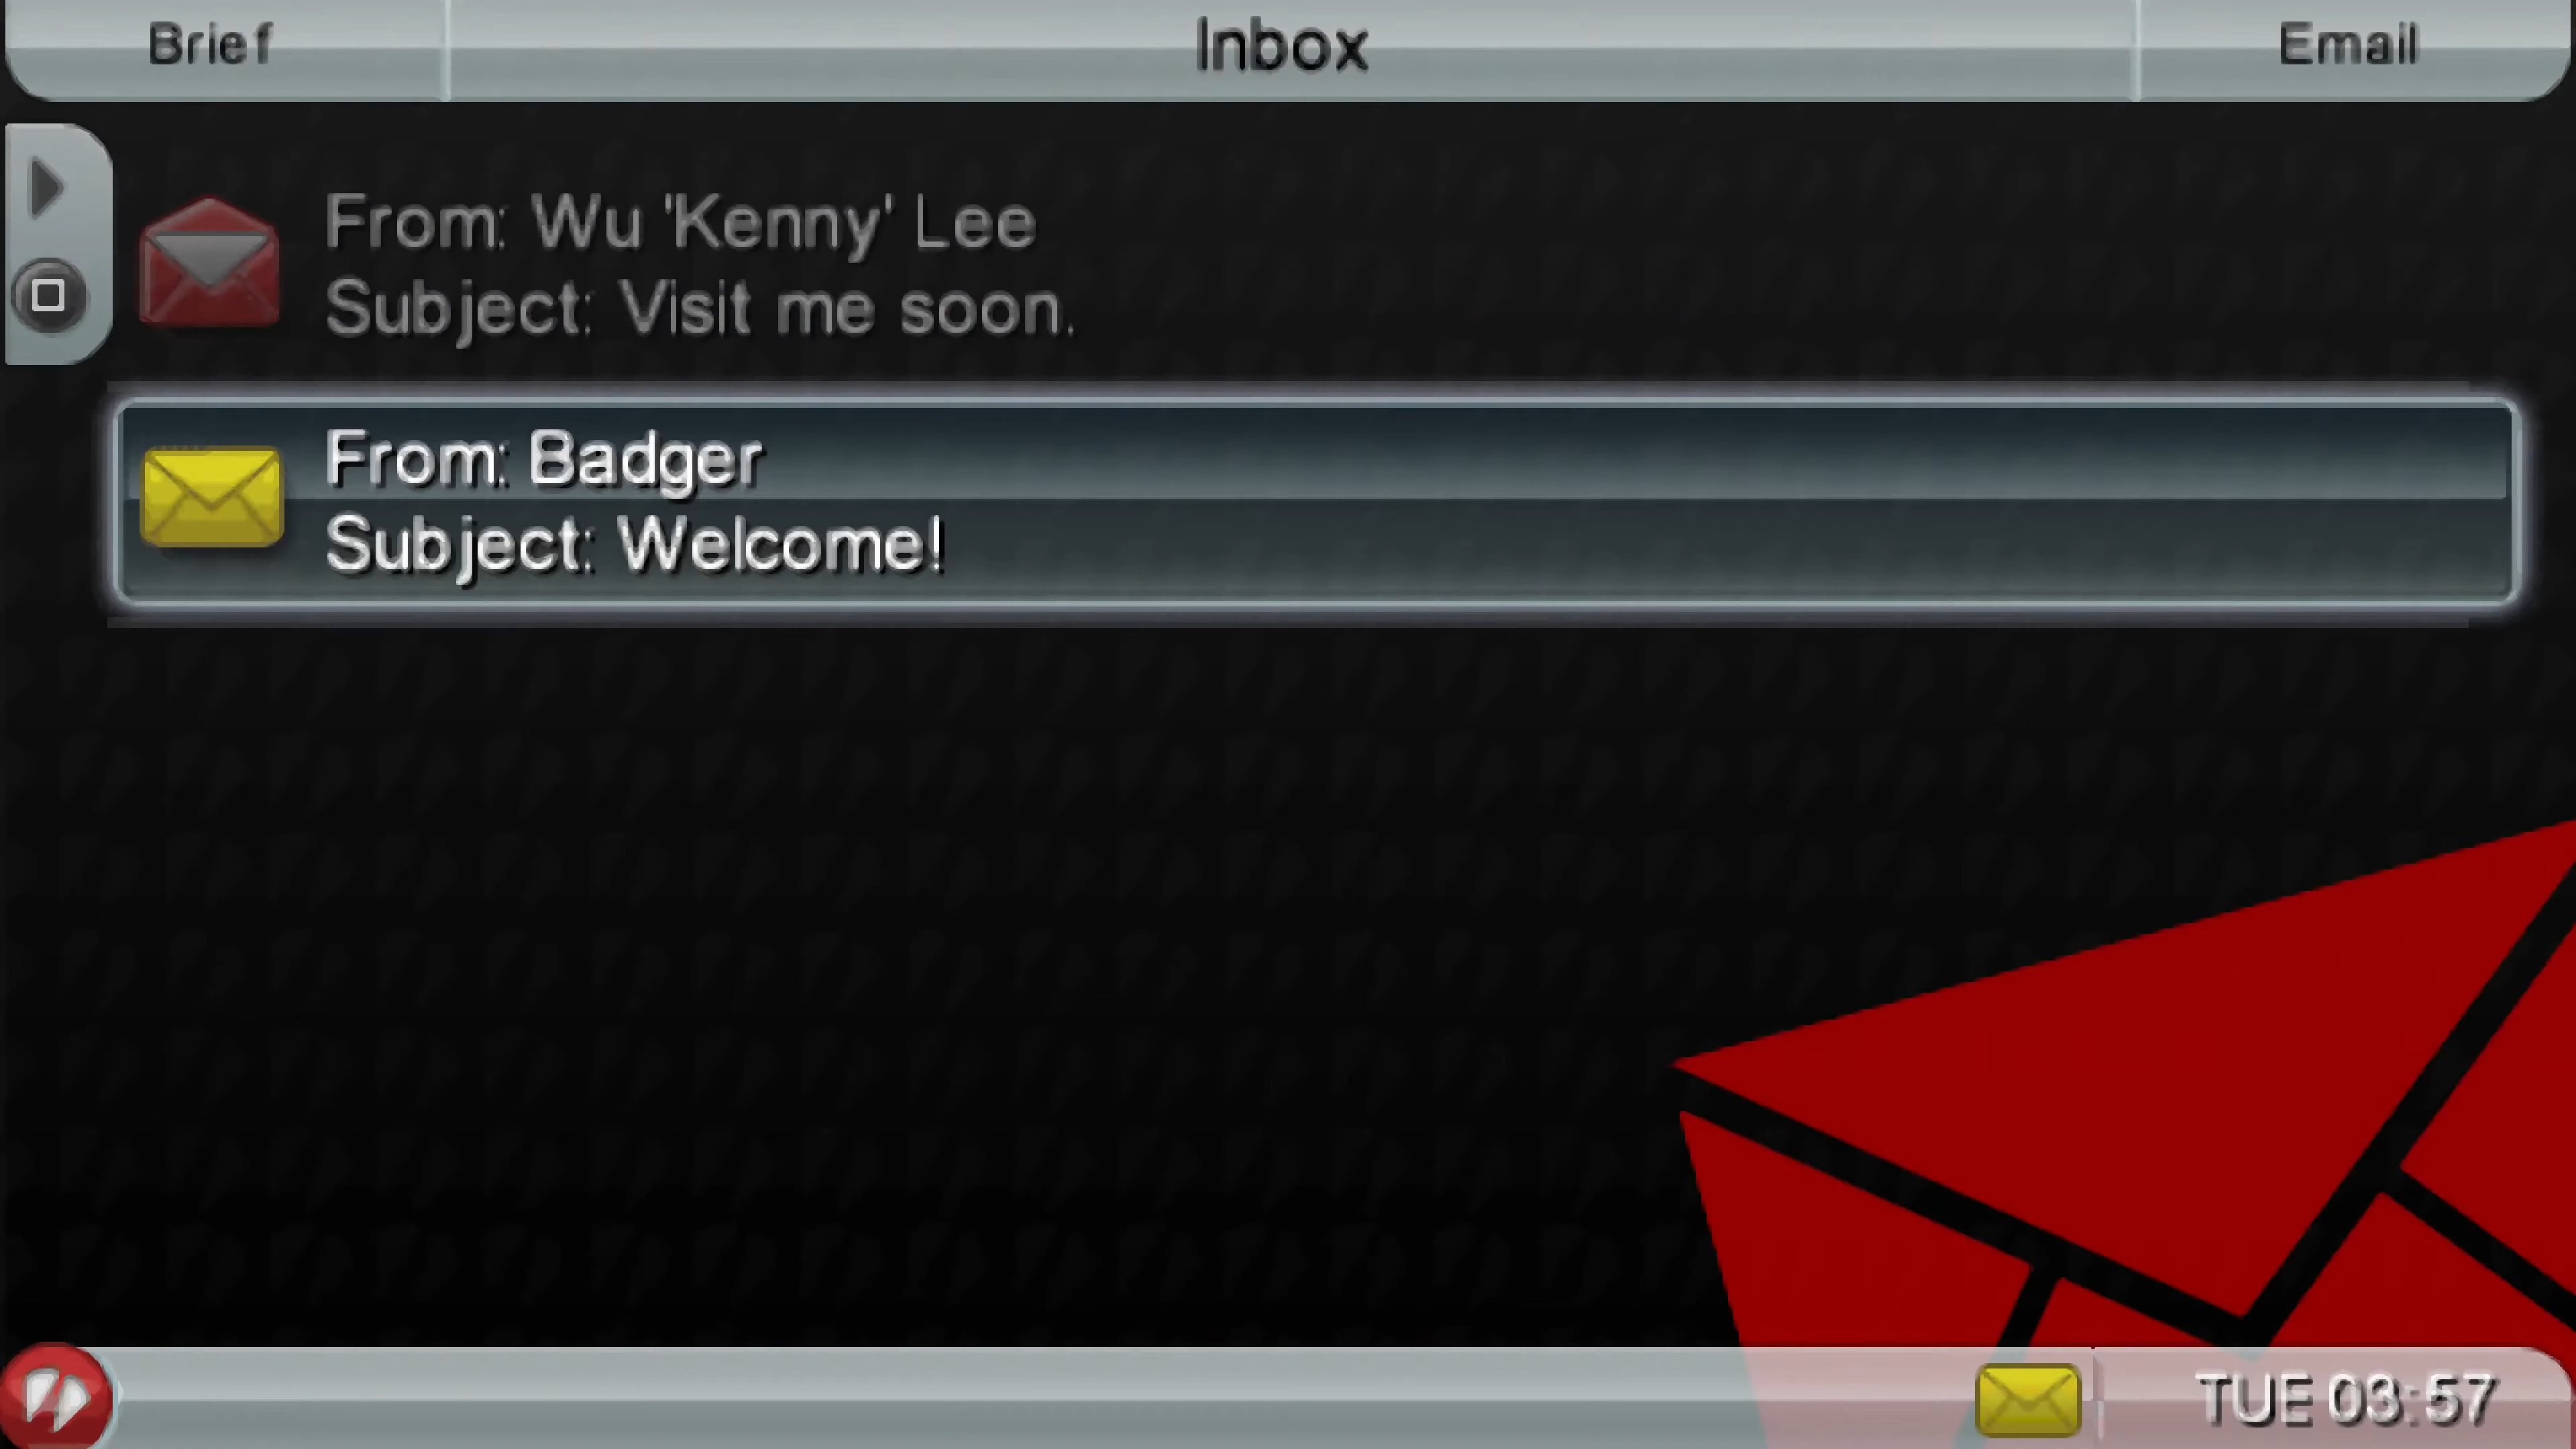 Brief
Inbox
Email
From: Wu 'Kenny' Lee
Subject: Visit me soon.
From: Badger
Subject: Welcome!
TUE 03:57